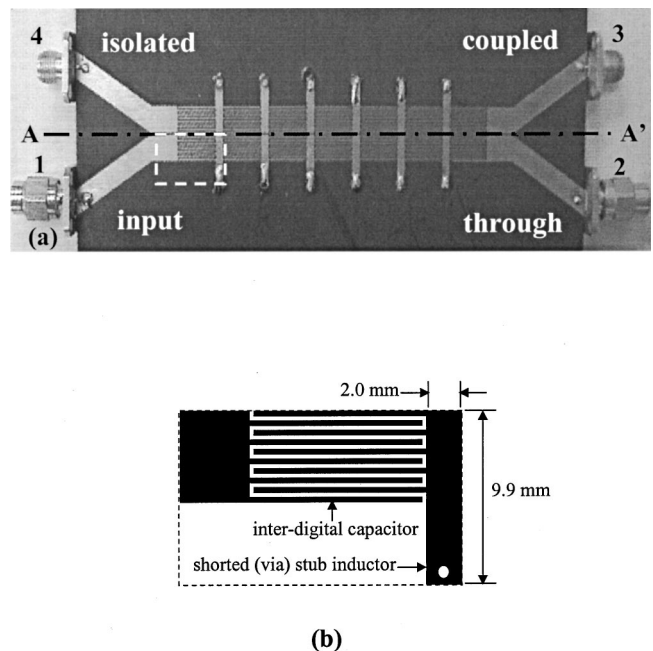 4 isolated coupled 3
A A'
1 2
input through
(a)
2.0 mm
9.9 mm
inter-digital capacitor
shorted (via) stub inductor
(b)